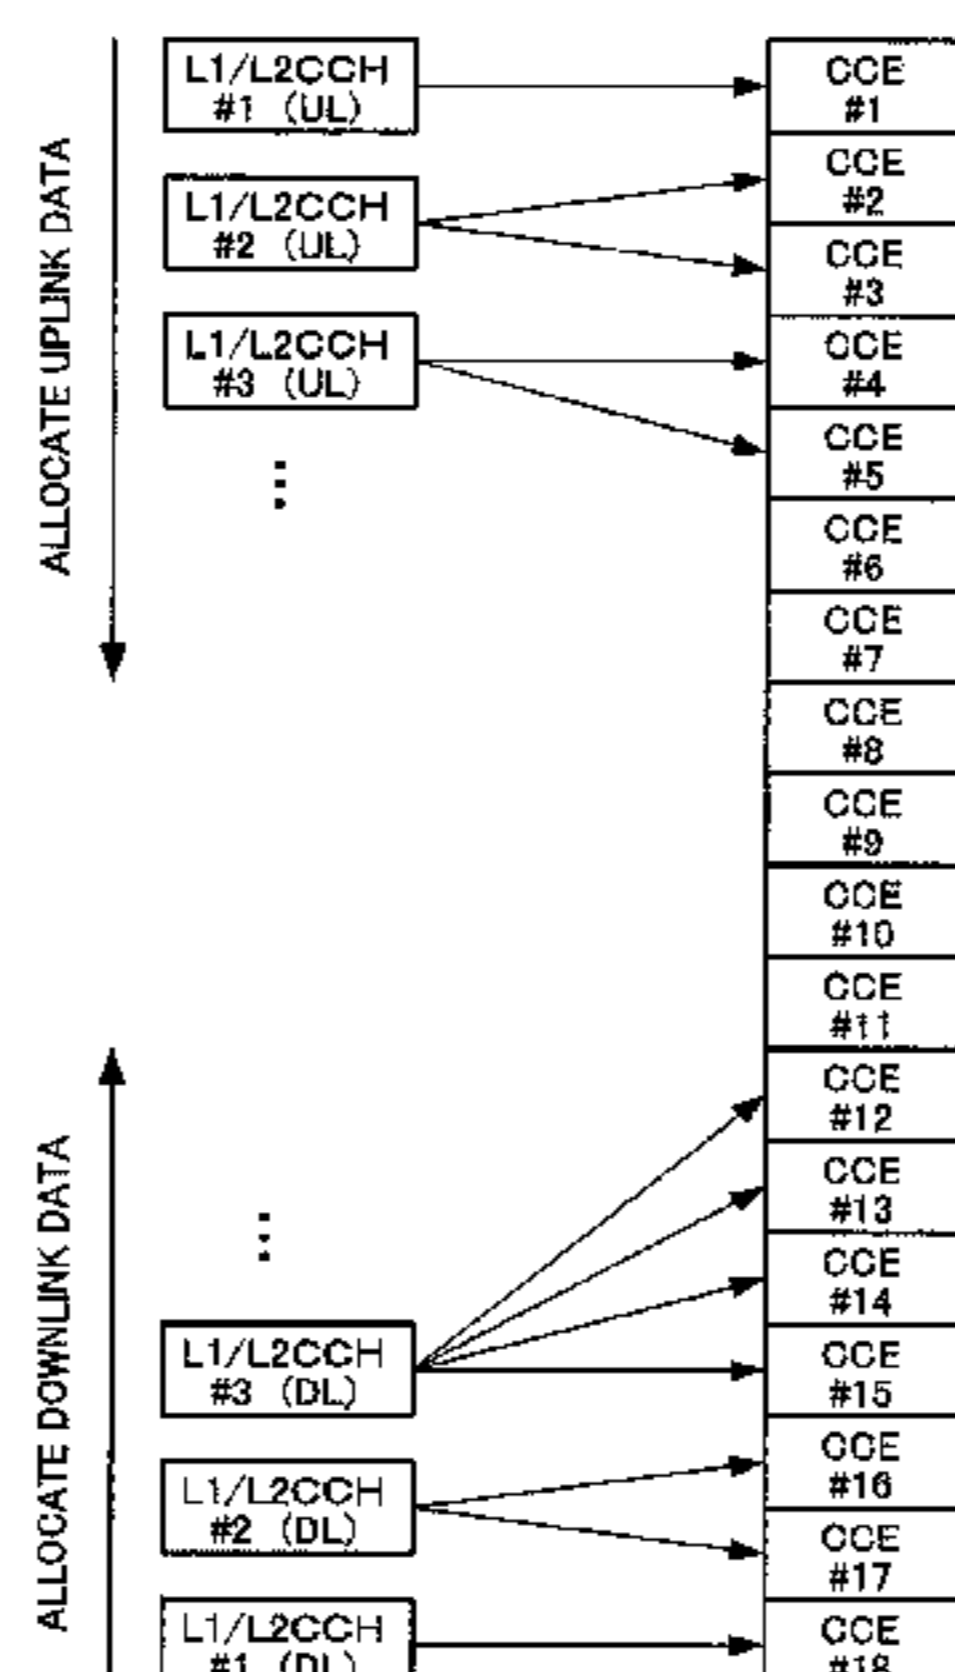 ALLOCATE UPLINK DATA
L1/L2CCH
#1 (UL)
L1/L2CCH
#2 (UL)
L1/L2CCH
#3 (UL)
⋮
CCE
#1
CCE
#2
CCE
#3
CCE
#4
CCE
#5
CCE
#6
CCE
#7
CCE
#8
CCE
#9
CCE
#10
CCE
#11
CCE
#12
CCE
#13
CCE
#14
CCE
#15
CCE
#16
CCE
#17
CCE
#18
ALLOCATE DOWNLINK DATA
⋮
L1/L2CCH
#3 (DL)
L1/L2CCH
#2 (DL)
L1/L2CCH
#1 (DL)